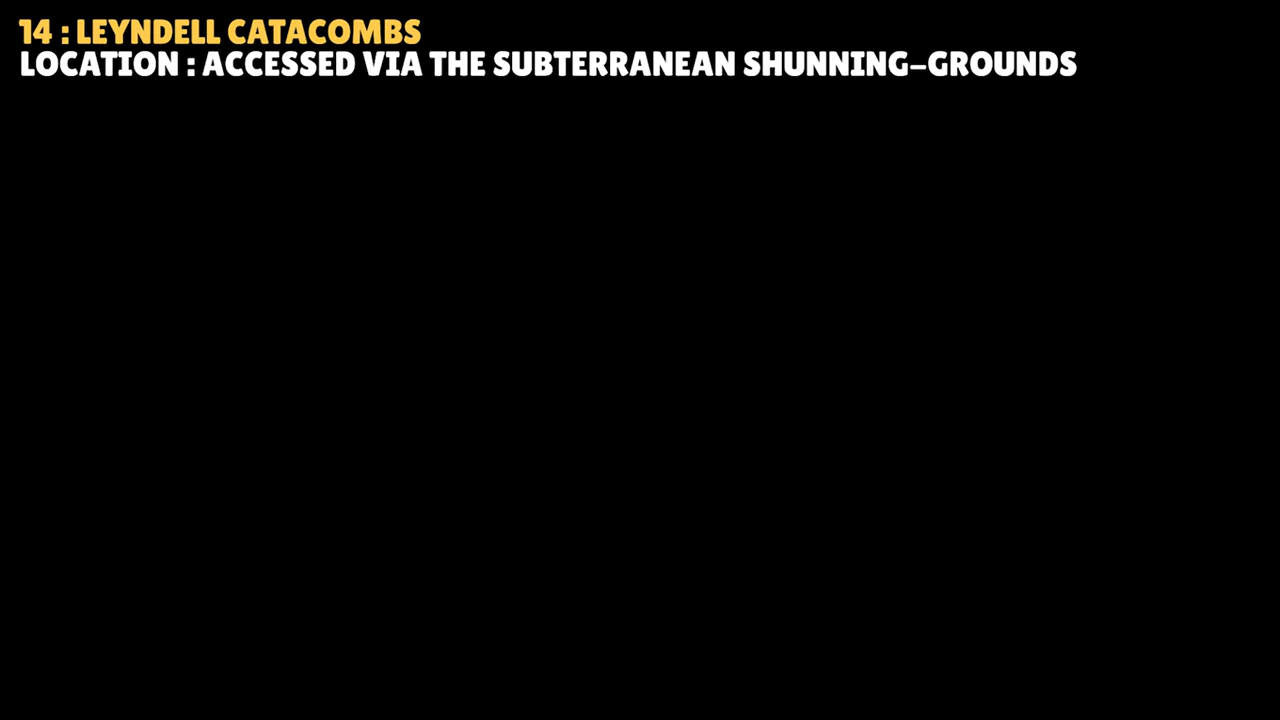 14 : LEYNDELL CATACOMBS
LOCATION : ACCESSED VIA THE SUBTERRANEAN SHUNNING-GROUNDS